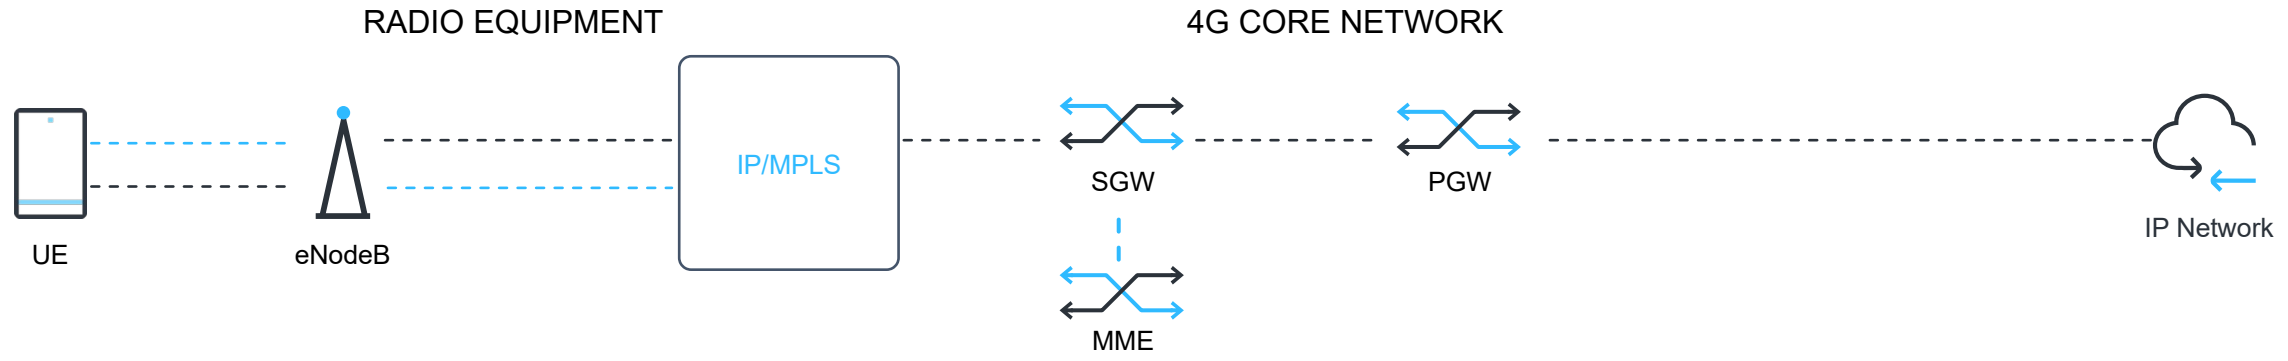 RADIO EQUIPMENT
4G CORE NETWORK
IP/MPLS
SGW
PGW
IP Network
UE
eNodeB
MME